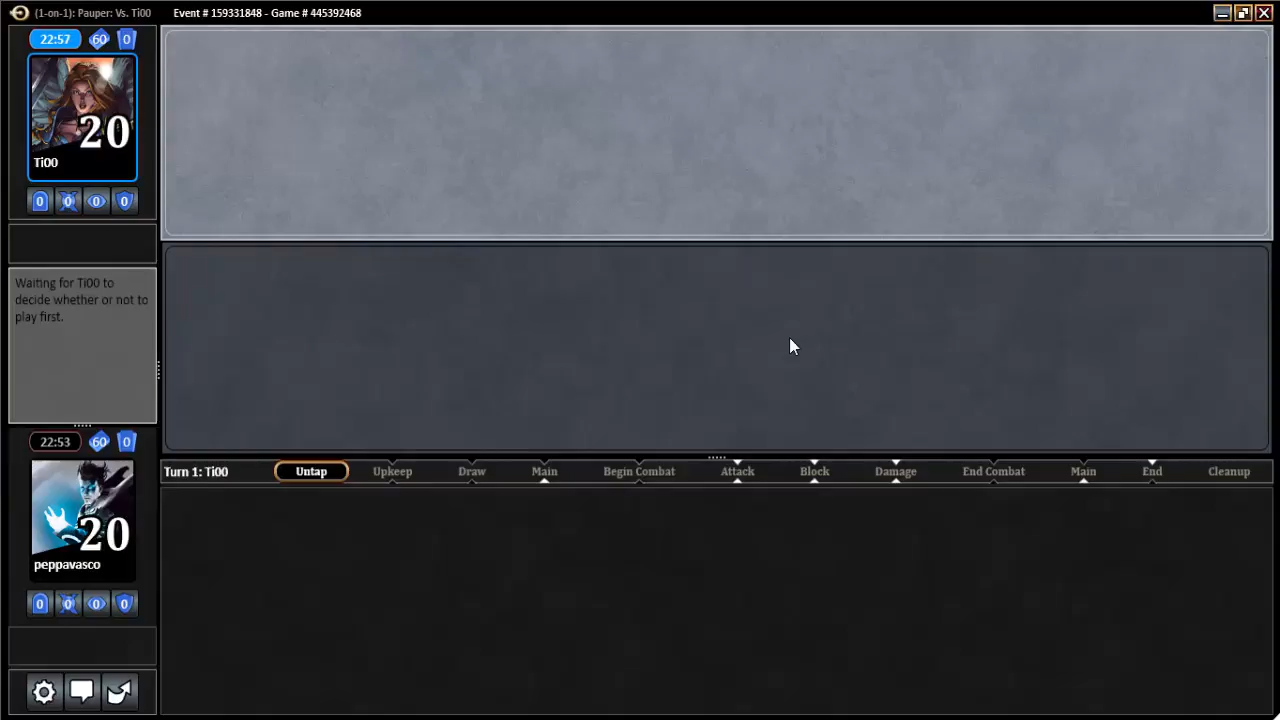 (1-on-1): Pauper: Vs. Ti00 Event # 159331848 - Game # 445392468
22:57 60 0
20
Ti00
0 0 0 0
Waiting for Ti00 to
decide whether or not to
play first.
22:53 60 0
Turn 1: Ti00 Untap Upkeep Draw Main Begin Combat Attack Block Damage End Combat Main End Cleanup
20
peppavasco
0 0 0 0